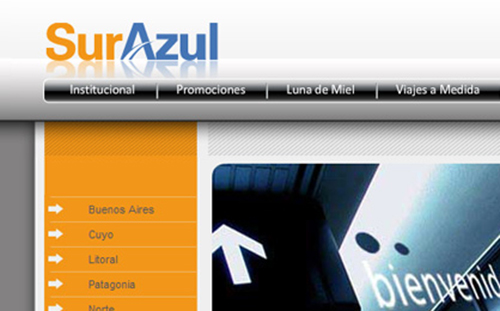 SurAzul
Institucional
Promociones
Luna de Miel
Viajes a Medida
Buenos Aires
Cuyo
Litoral
Patagonia
Norte
bienvenid